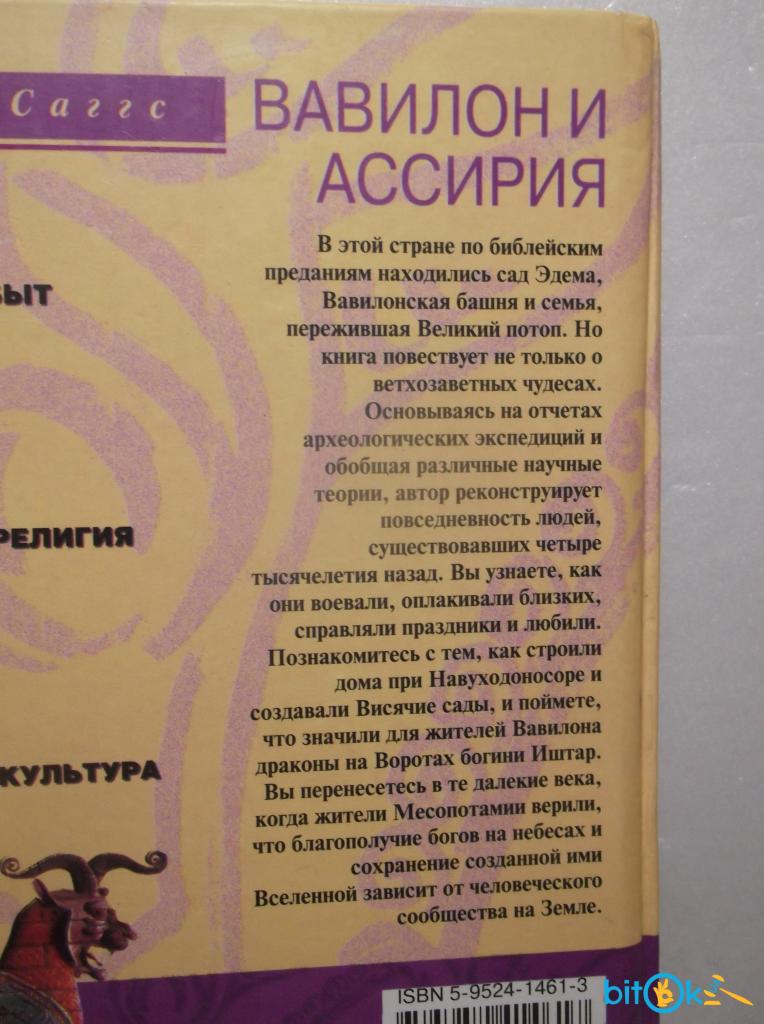 Саггс
ВАВИЛОН И
АССИРИЯ
В этой стране по библейским
преданиям находились сад Эдема,
Вавилонская башня и семья,
пережившая Великий потоп. Но
книга повествует не только о
ветхозаветных чудесах.
Основываясь на отчетах
археологических экспедиций и
обобщая различные научные
теории, автор реконструирует
повседневность людей,
существовавших четыре
тысячелетия назад. Вы узнаете, как
они воевали, оплакивали близких,
справляли праздники и любили.
Познакомитесь с тем, как строили
дома при Навуходоносоре и
создавали Висячие сады, и поймете,
что значили для жителей Вавилона
драконы на Воротах богини Иштар.
Вы перенесетесь в те далекие века,
когда жители Месопотамии верили,
что благополучие богов на небесах и
сохранение созданной ими
Вселенной зависит от человеческого
сообщества на Земле.
БЫТ
РЕЛИГИЯ
КУЛЬТУРА
ISBN 5-9524-1461-3
bitok